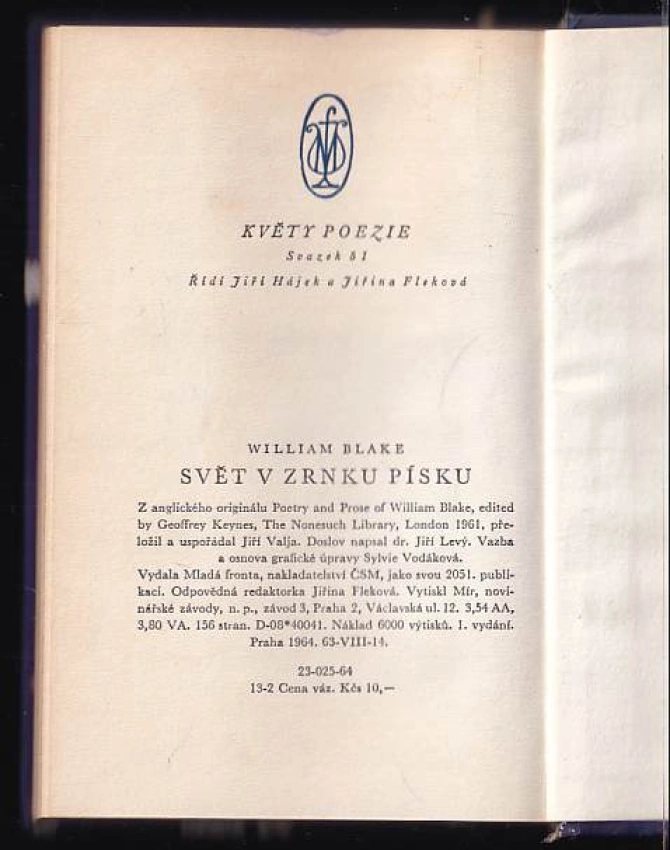 KVĚTY POEZIE
Svazek 51
Řídí Jiří Hájek a Jiřina Fleková
WILLIAM BLAKE
SVĚT V ZRNKU PÍSKU
Z anglického originálu Poetry and Prose of William Blake, edited
by Geoffrey Keynes, The Nonesuch Library, London 1961, pře-
ložil a uspořádal Jiří Valja. Doslov napsal dr. Jiří Levý. Vazba
a osnova grafické úpravy Sylvie Vodáková.
Vydala Mladá fronta, nakladatelství ČSM, jako svou 2051. publi-
kaci. Odpovědná redaktorka Jiřina Fleková. Vytiskl Mír, novi-
nářské závody, n. p., závod 3, Praha 2, Václavská ul. 12. 3,54 AA,
3,80 VA. 156 stran. D-08*40041. Náklad 6000 výtisků. 1. vydání.
Praha 1964. 63-VIII-14.
23-025-64
13-2 Cena váz. Kčs 10,—